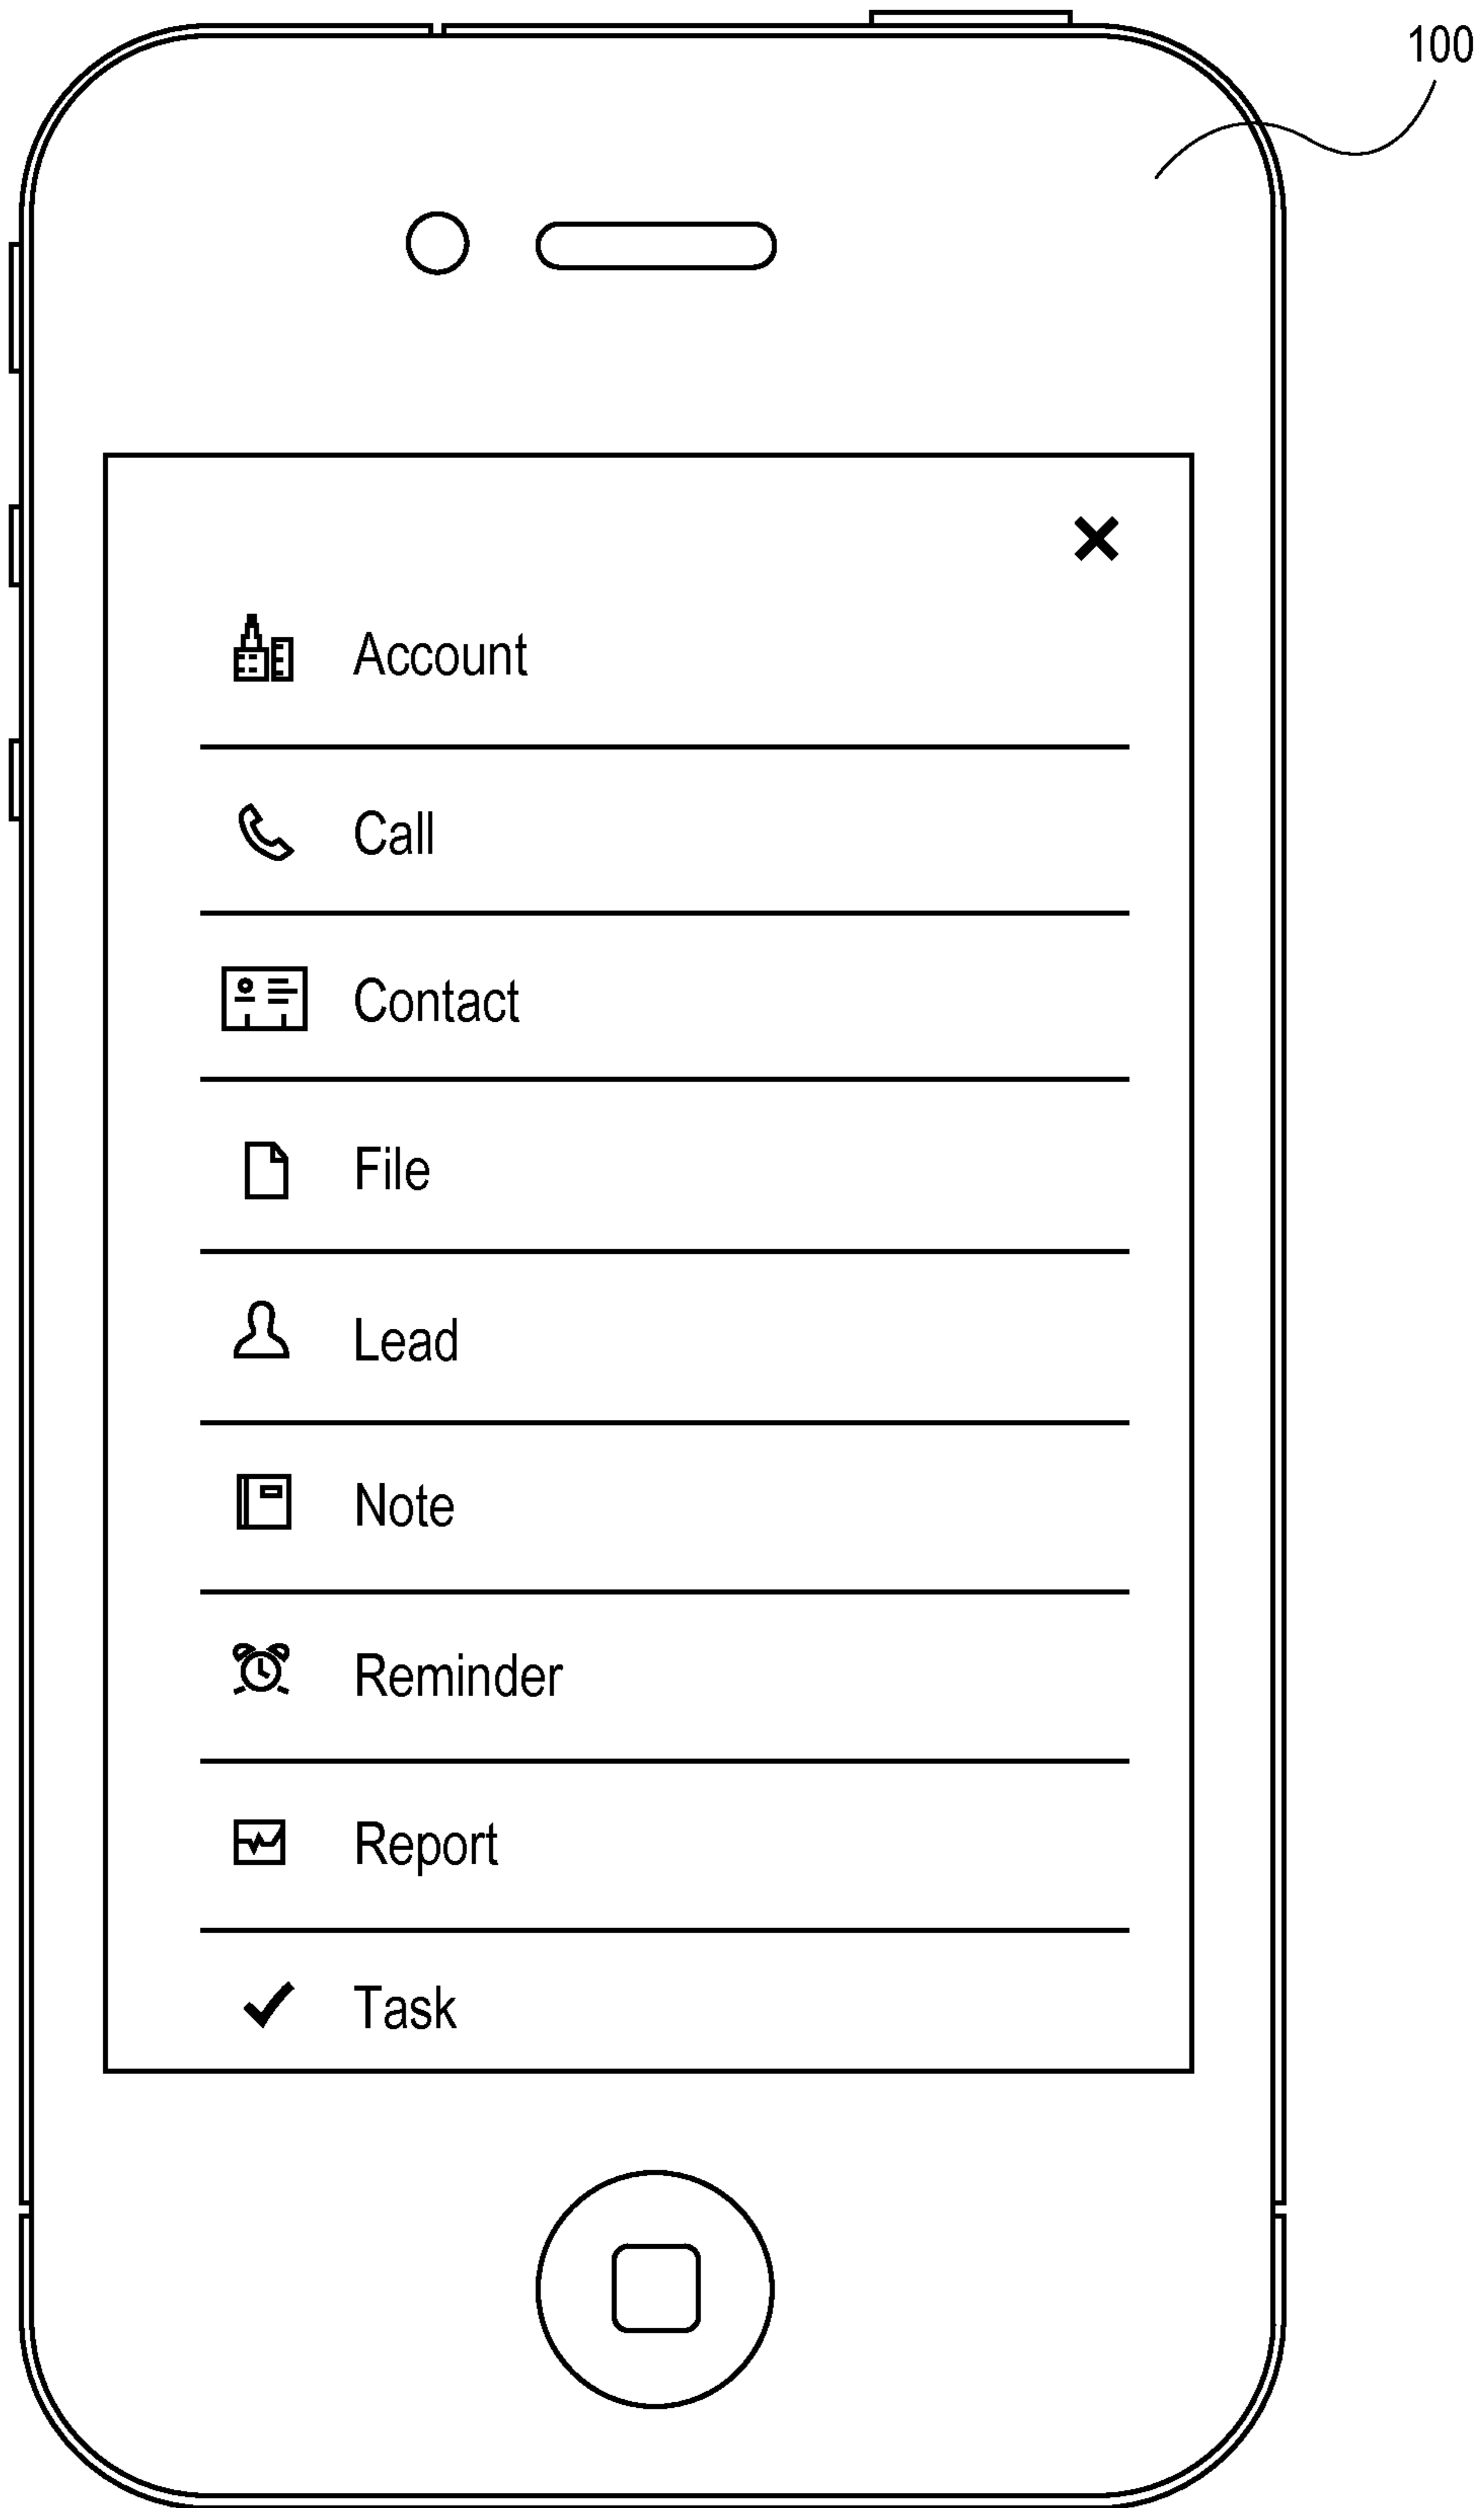 100
Account
Call
Contact
File
Lead
Note
Reminder
Report
Task